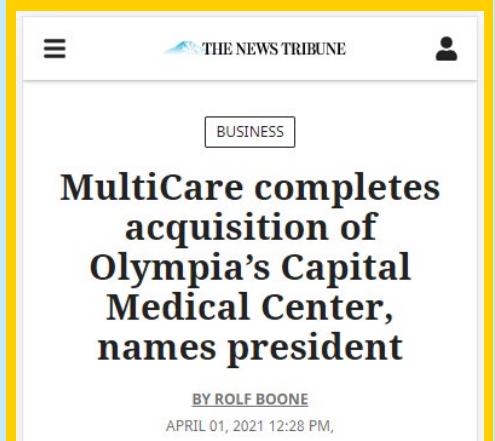 THE NEWS TRIBUNE
BUSINESS
MultiCare completes
acquisition of
Olympia’s Capital
Medical Center,
names president
BY ROLF BOONE
APRIL 01, 2021 12:28 PM,